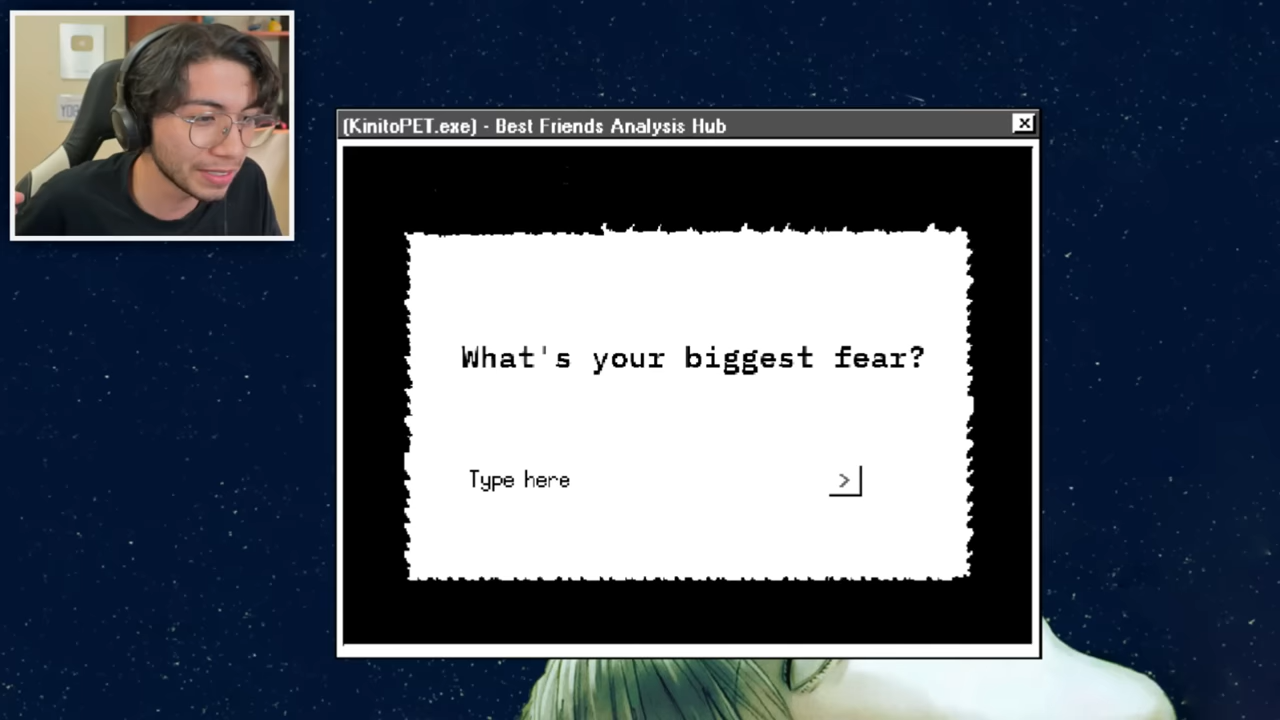 (KinitoPET.exe) - Best Friends Analysis Hub
What's your biggest fear?
Type here
>